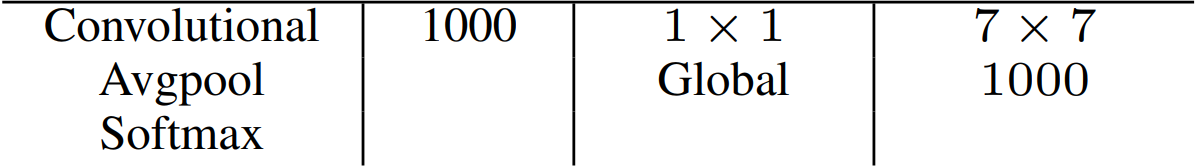 Convolutional 1000 1 × 1 7 × 7
Avgpool Global 1000
Softmax